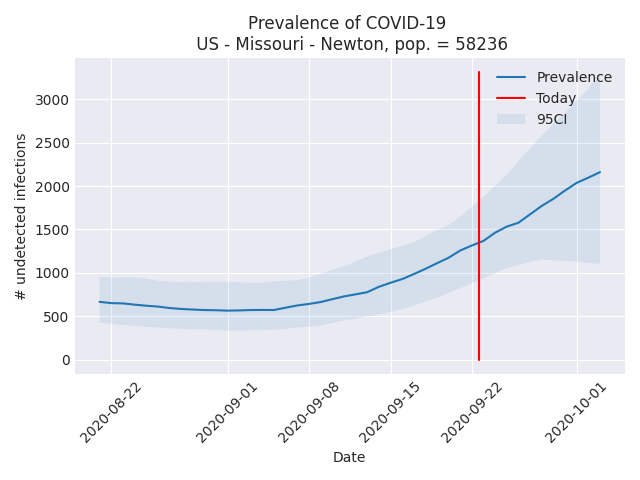 Prevalence of COVID-19
US - Missouri - Newton, pop. = 58236
Prevalence
Today
95CI
3000
2500
2000
1500
1000
500
0
# undetected infections
2020-08-22
2020-09-01
2020-09-08
2020-09-15
2020-09-22
2020-10-01
Date